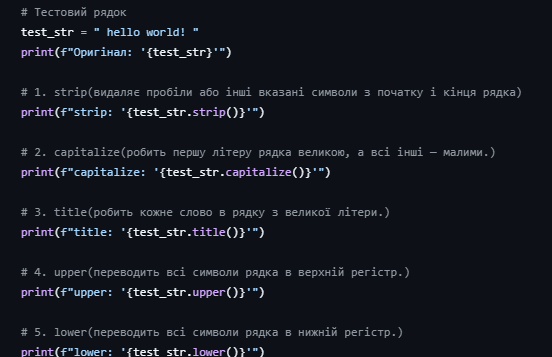 # Тестовий рядок
test_str = " hello world! "
print(f"Оригінал: '{test_str}'")
# 1. strip(видаляє пробіли або інші вказані символи з початку і кінця рядка)
print(f"strip: '{test_str.strip()}'")
# 2. capitalize(робить першу літеру рядка великою, а всі інші — малими.)
print(f"capitalize: '{test_str.capitalize()}'")
# 3. title(робить кожне слово в рядку з великої літери.)
print(f"title: '{test_str.title()}'")
# 4. upper(переводить всі символи рядка в верхній регістр.)
print(f"upper: '{test_str.upper()}'")
# 5. lower(переводить всі символи рядка в нижній регістр.)
print(f"lower: '{test_str.lower()}'")